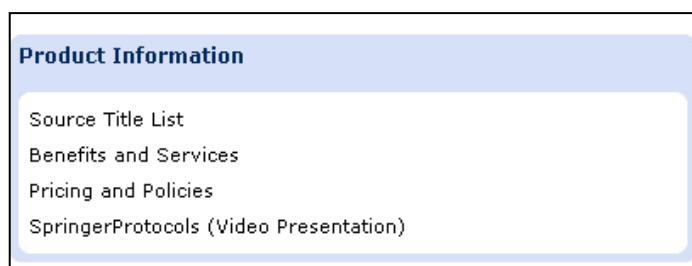 Product Information
Source Title List
Benefits and Services
Pricing and Policies
SpringerProtocols (Video Presentation)